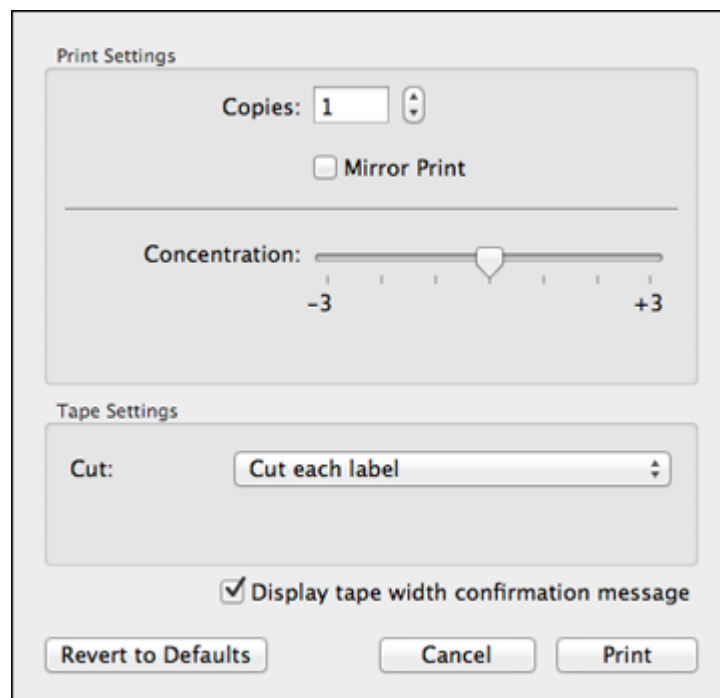 Print Settings
Copies: 1
Mirror Print
Concentration:
-3 +3
Tape Settings
Cut: Cut each label
Display tape width confirmation message
Revert to Defaults Cancel Print